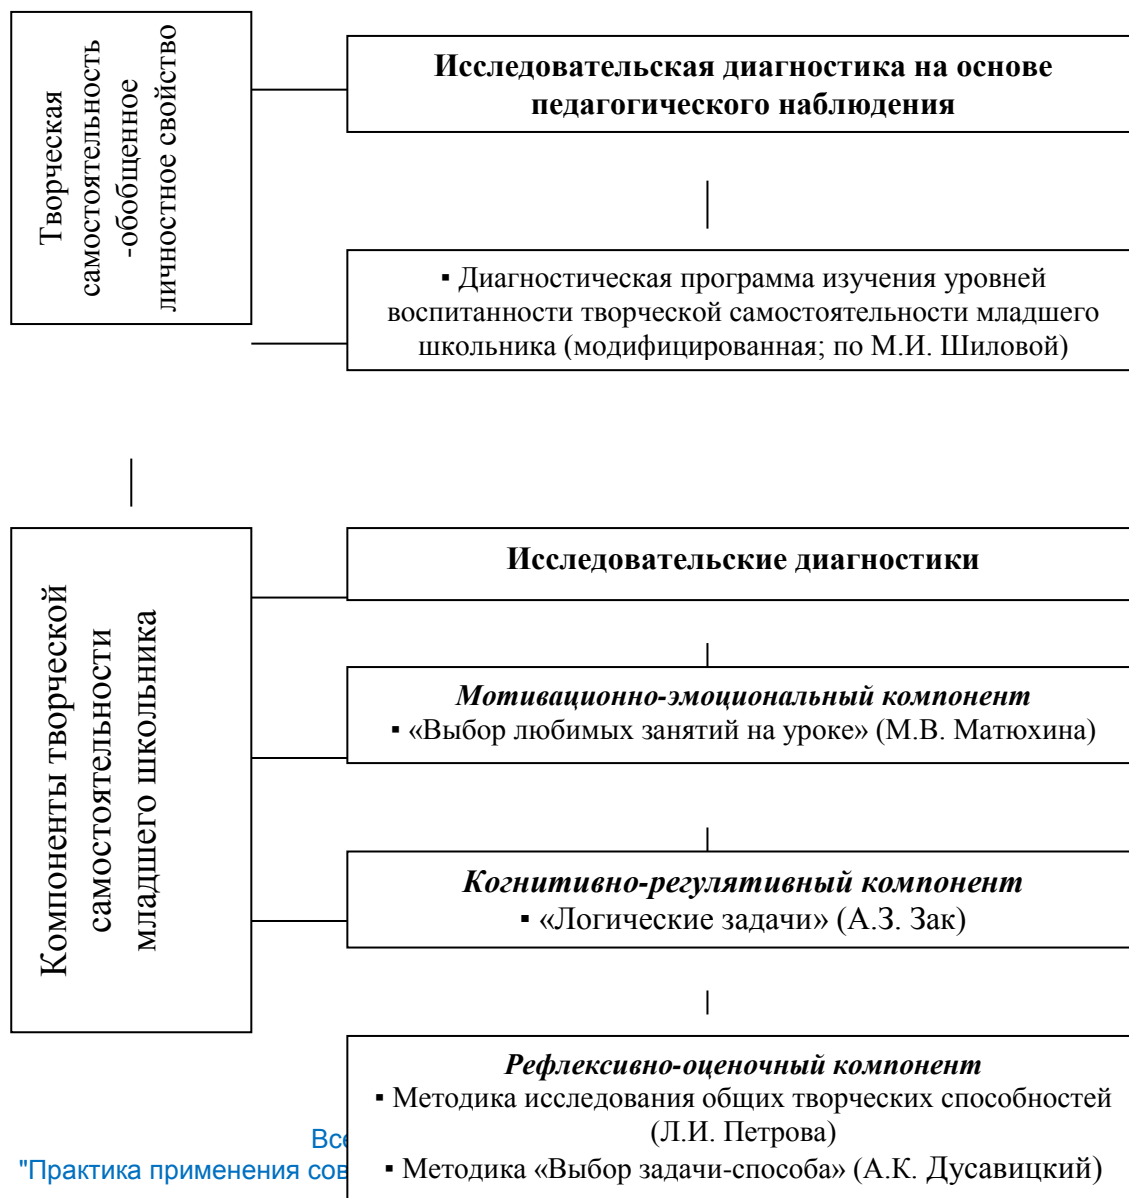 Творческая
самостоятельность
-обобщенное
личностное свойство
Исследовательская диагностика на основе
педагогического наблюдения
▪ Диагностическая программа изучения уровней
воспитанности творческой самостоятельности младшего
школьника (модифицированная; по М.И. Шиловой)
Компоненты творческой
самостоятельности
младшего школьника
Исследовательские диагностики
Мотивационно-эмоциональный компонент
▪ «Выбор любимых занятий на уроке» (М.В. Матюхина)
Когнитивно-регулятивный компонент
▪ «Логические задачи» (А.З. Зак)
Рефлексивно-оценочный компонент
▪ Методика исследования общих творческих способностей
(Л.И. Петрова)
▪ Методика «Выбор задачи-способа» (А.К. Дусавицкий)
"Практика применения